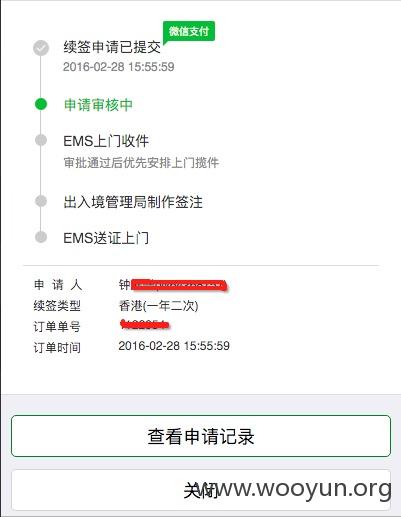 微信支付
续签申请已提交
2016-02-28 15:55:59
申请审核中
EMS上门收件
审批通过后优先安排上门揽件
出入境管理局制作签注
EMS送证上门
申 请 人 钟
续签类型 香港(一年二次)
订单单号
订单时间 2016-02-28 15:55:59
查看申请记录
关闭
www.wooyun.org